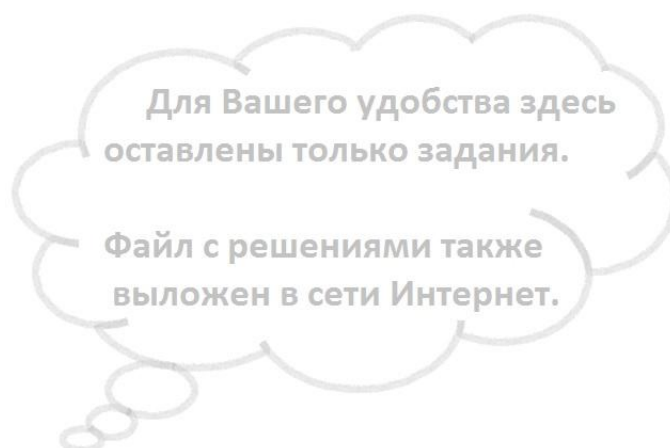 Для Вашего удобства здесь
оставлены только задания.
Файл с решениями также
выложен в сети Интернет.